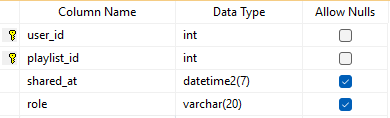 Column Name Data Type Allow Nulls
user_id int
playlist_id int
shared_at datetime2(7)
role varchar(20)